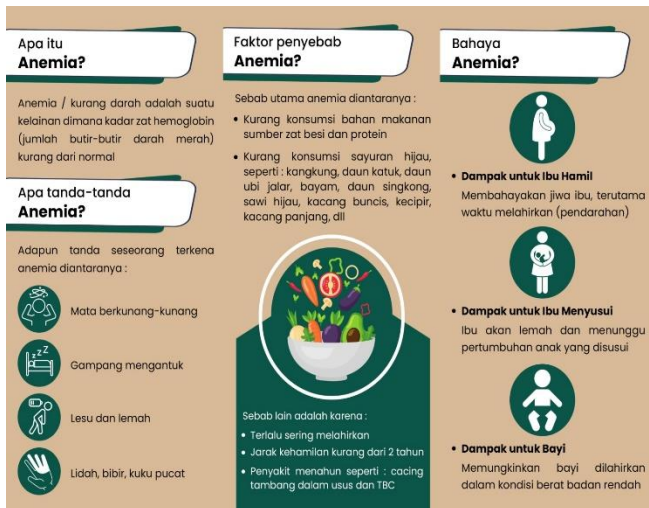 Apa itu
Anemia?
Anemia / kurang darah adalah suatu
kelainan dimana kadar zat hemoglobin
(jumlah butir-butir darah merah)
kurang dari normal
Apa tanda-tanda
Anemia?
Adapun tanda seseorang terkena
anemia diantaranya :
Mata berkunang-kunang
zzZ
Gampang mengantuk
Lesu dan lemah
Lidah, bibir, kuku pucat
Faktor penyebab
Anemia?
Sebab utama anemia diantaranya :
• Kurang konsumsi bahan makanan
sumber zat besi dan protein
• Kurang konsumsi sayuran hijau,
seperti : kangkung, daun katuk, daun
ubi jalar, bayam, daun singkong,
sawi hijau, kacang buncis, kecipir,
kacang panjang, dll
Sebab lain adalah karena :
• Terlalu sering melahirkan
• Jarak kehamilan kurang dari 2 tahun
• Penyakit menahun seperti : cacing
tambang dalam usus dan TBC
Bahaya
Anemia?
• Dampak untuk Ibu Hamil
Membahayakan jiwa ibu, terutama
waktu melahirkan (pendarahan)
• Dampak untuk Ibu Menyusui
Ibu akan lemah dan menunggu
pertumbuhan anak yang disusui
• Dampak untuk Bayi
Memungkinkan bayi dilahirkan
dalam kondisi berat badan rendah